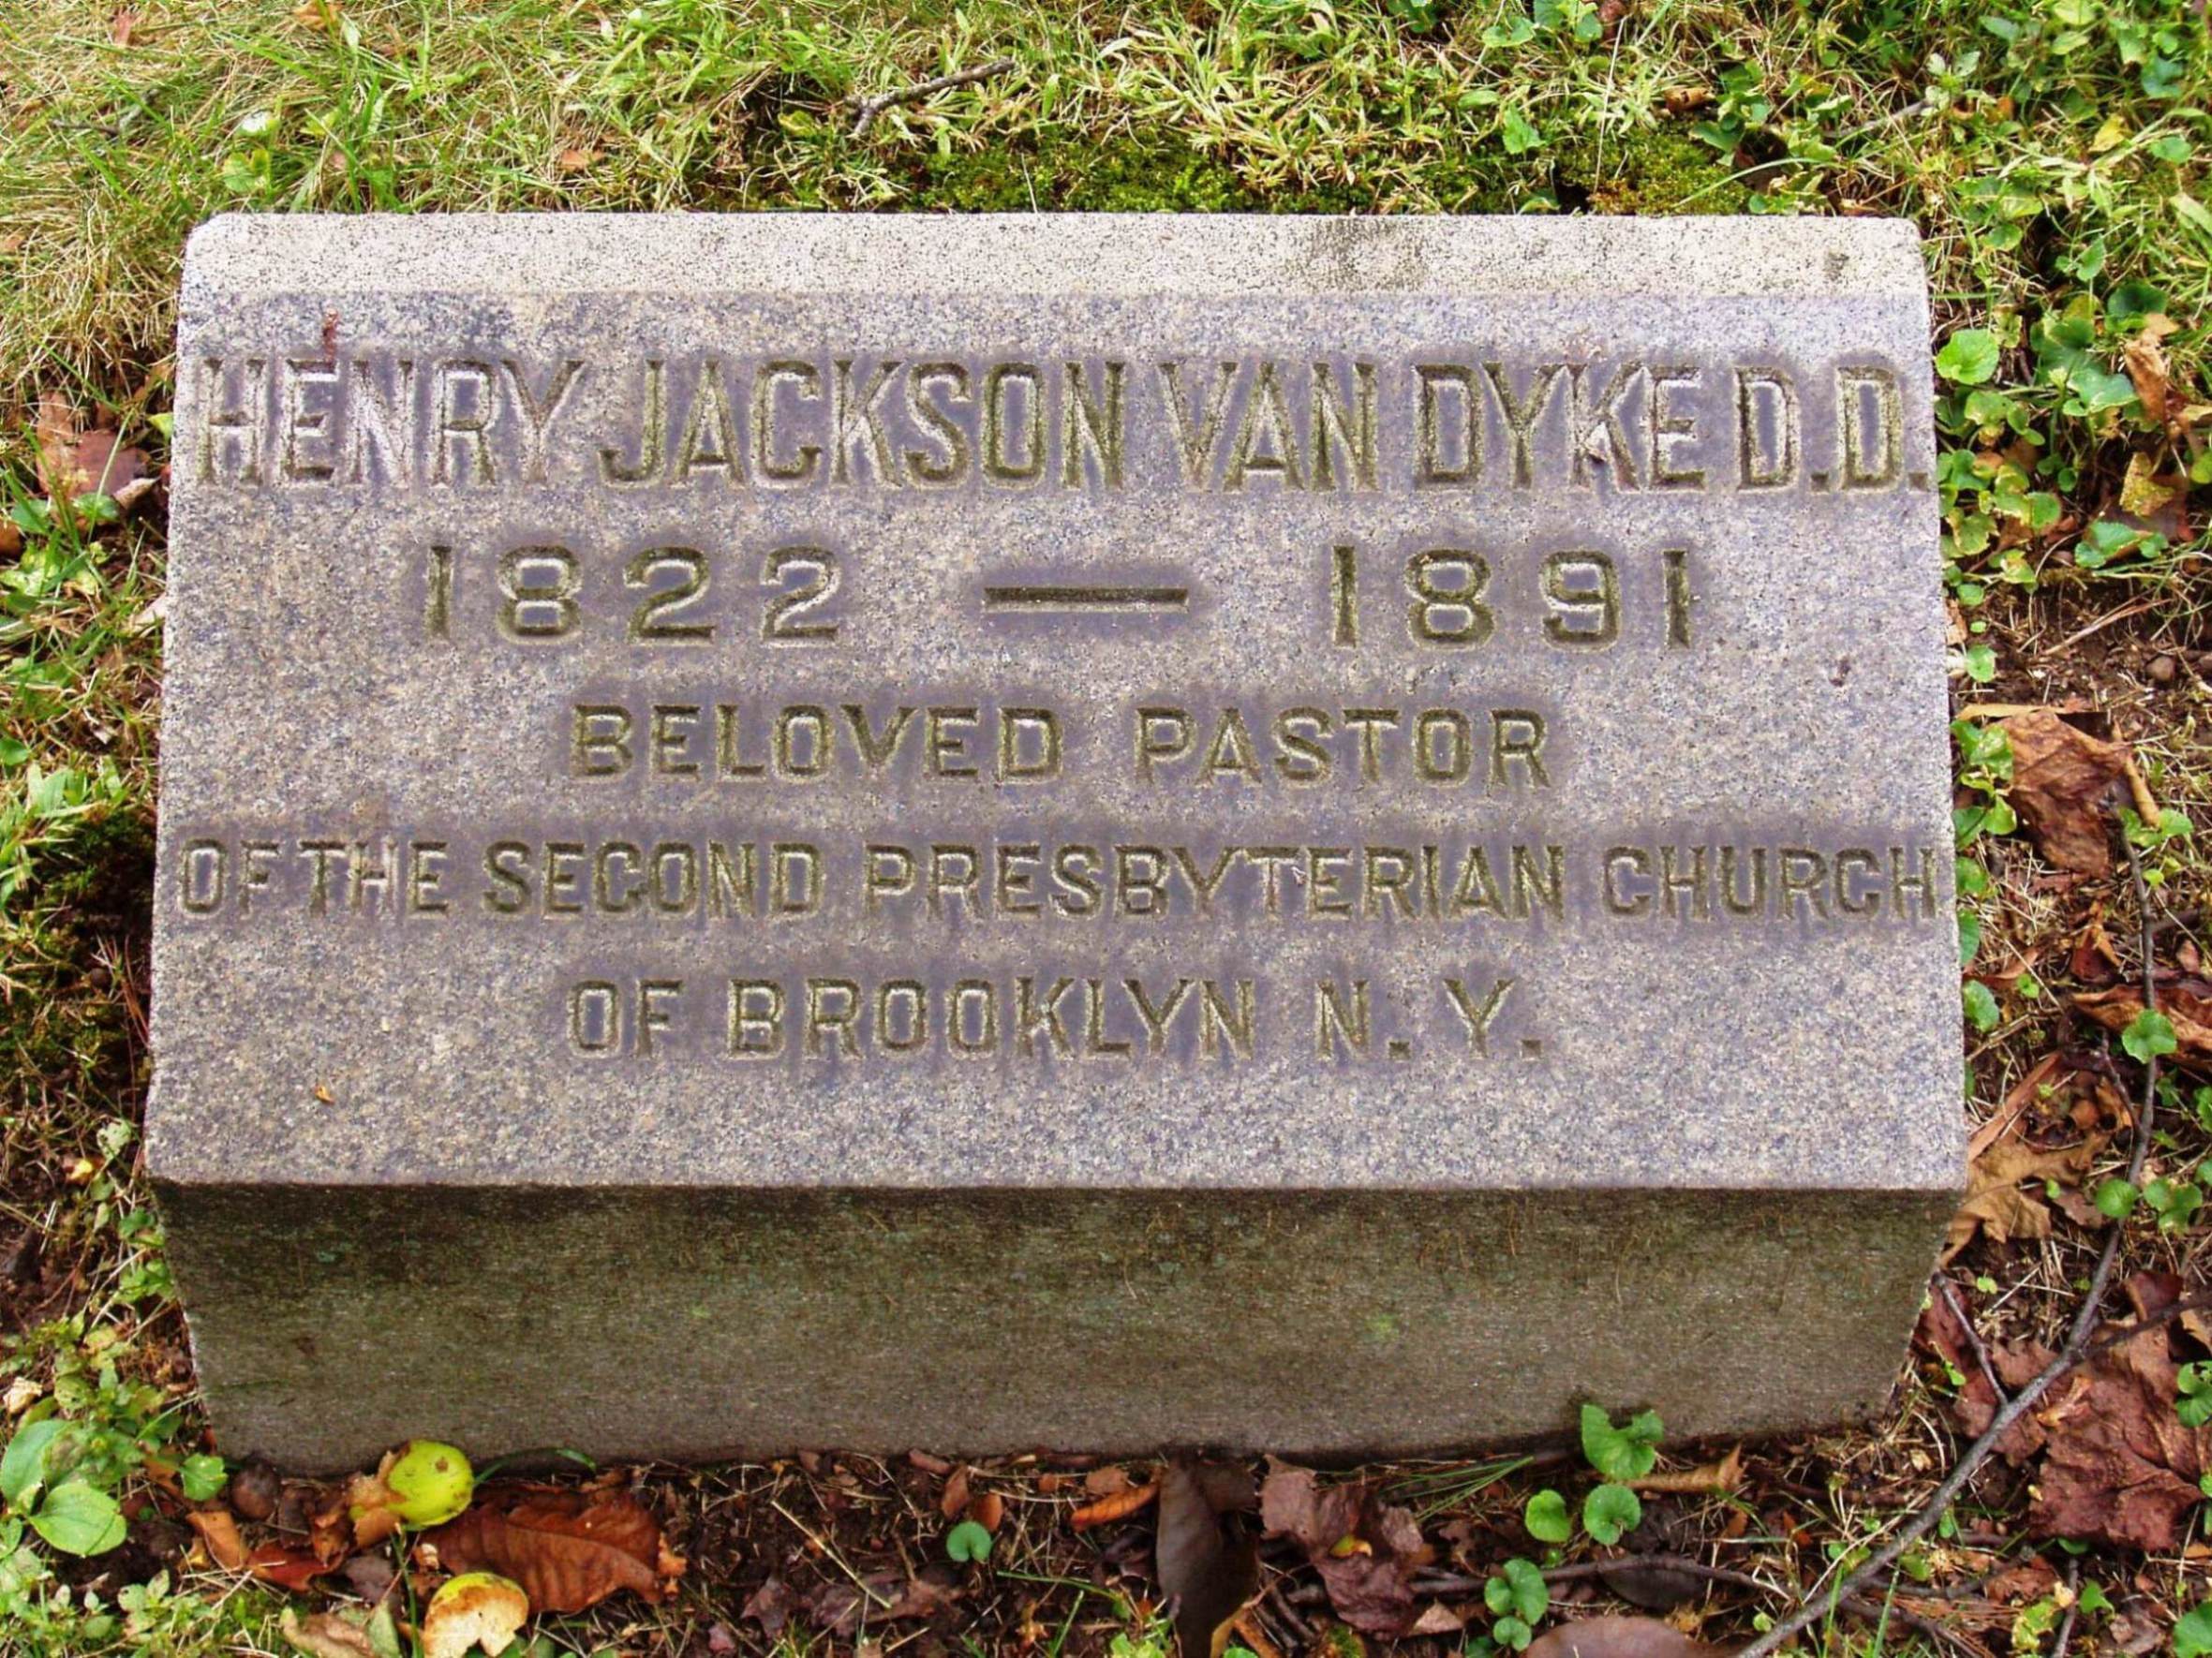 HENRY JACKSON VAN DYKE D.D.
1822 — 1891
BELOVED PASTOR
OF THE SECOND PRESBYTERIAN CHURCH
OF BROOKLYN N. Y.